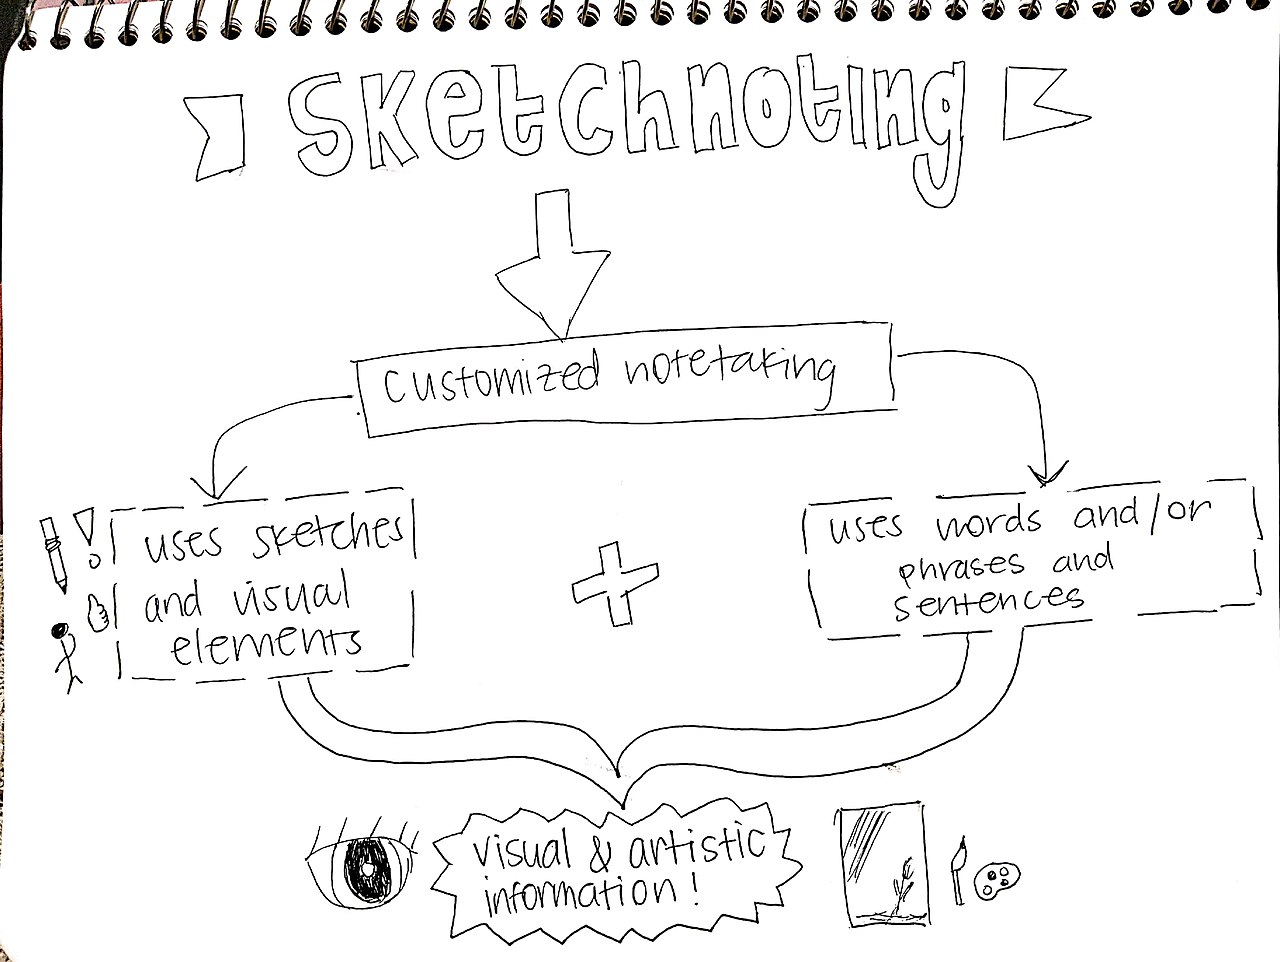 Sketchnoting
customized notetaking
uses sketches
and visual
elements
uses words and/or
phrases and
sentences
visual & artistic
information!